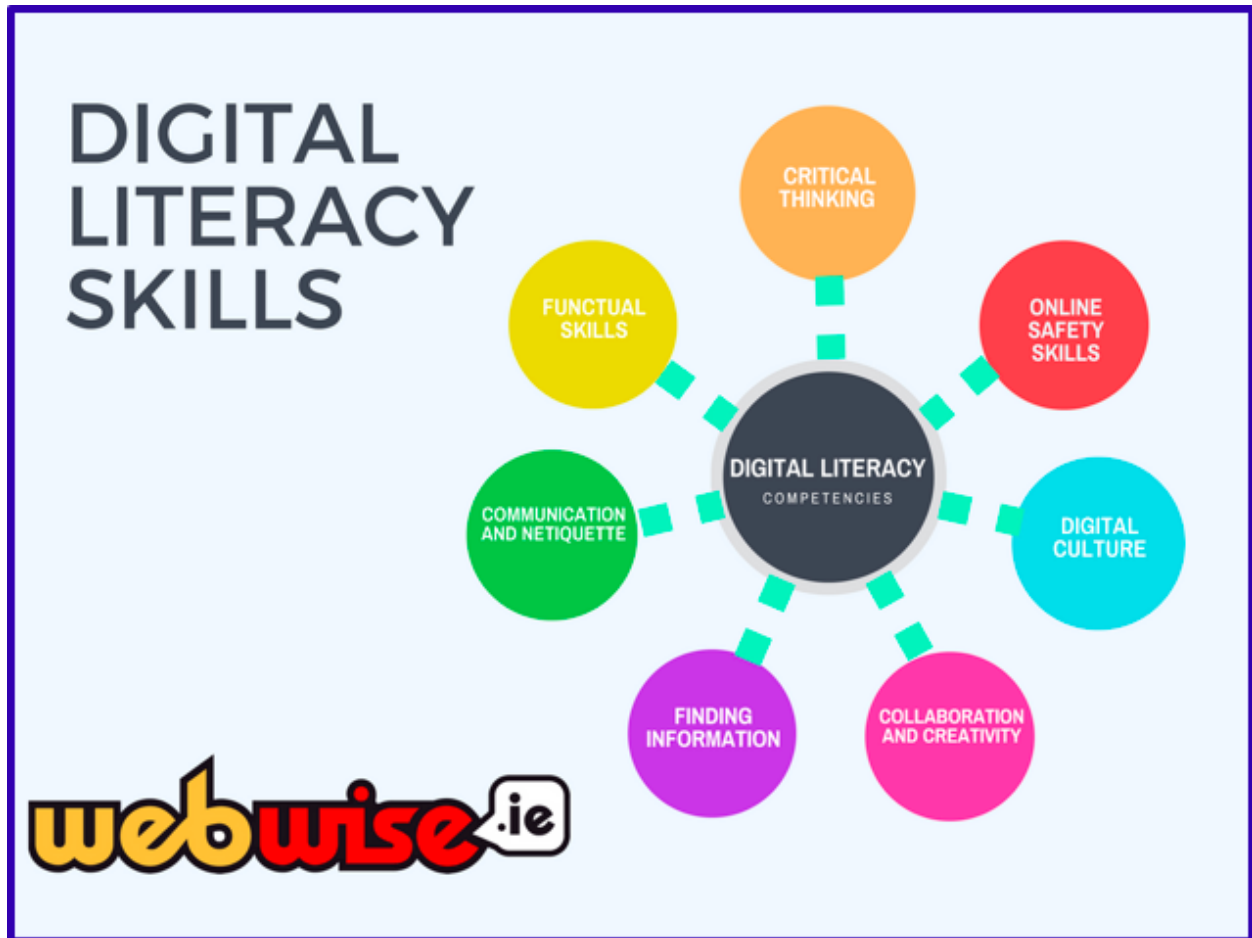 DIGITAL
LITERACY
SKILLS
CRITICAL
THINKING
FUNCTUAL
SKILLS
ONLINE
SAFETY
SKILLS
DIGITAL LITERACY
COMPETENCIES
COMMUNICATION
AND NETIQUETTE
DIGITAL
CULTURE
FINDING
INFORMATION
COLLABORATION
AND CREATIVITY
webwise.ie